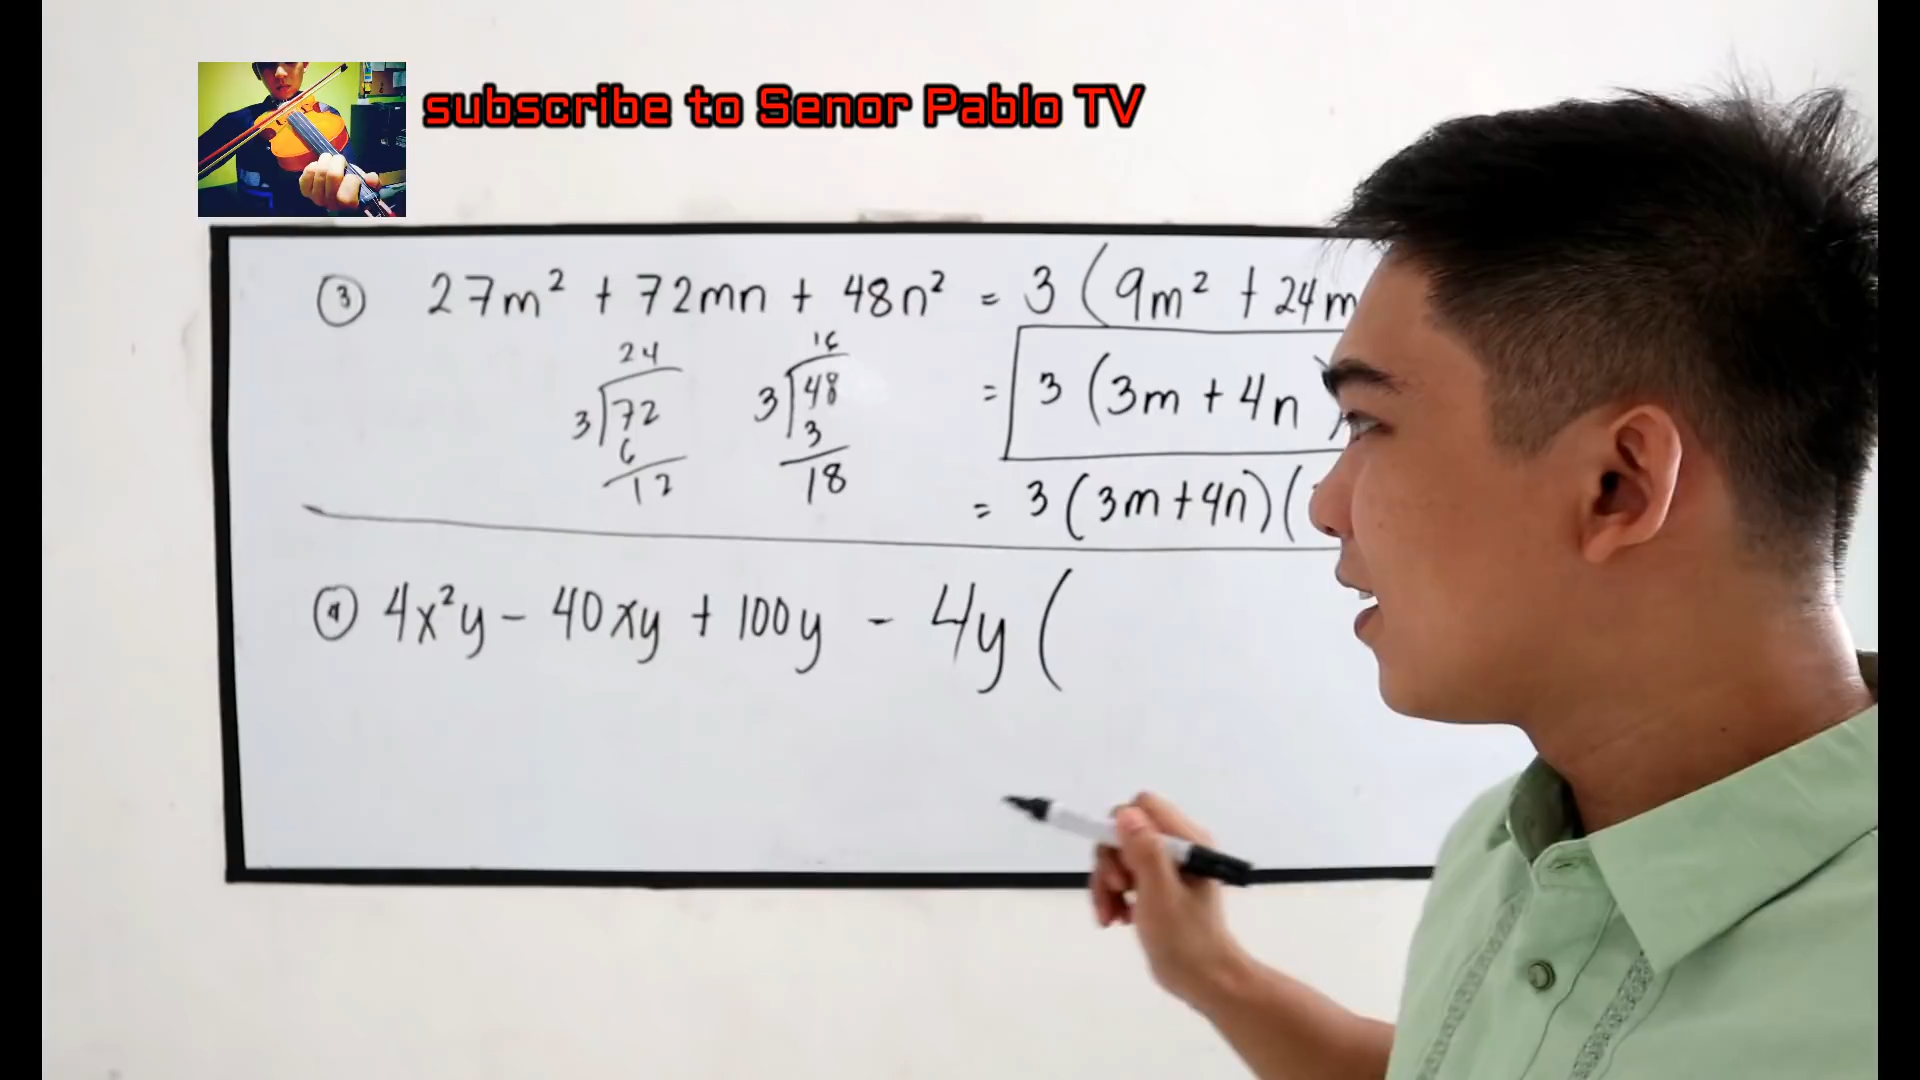 subscribe to Senor Pablo TV
③ 27m² + 72mn + 48n² = 3 (9m² + 24m
24 16
3 72 3 48 = 3 (3m + 4n )
6 3
12 18
= 3 (3m+4n)(
④ 4x²y - 40xy + 100y - 4y (